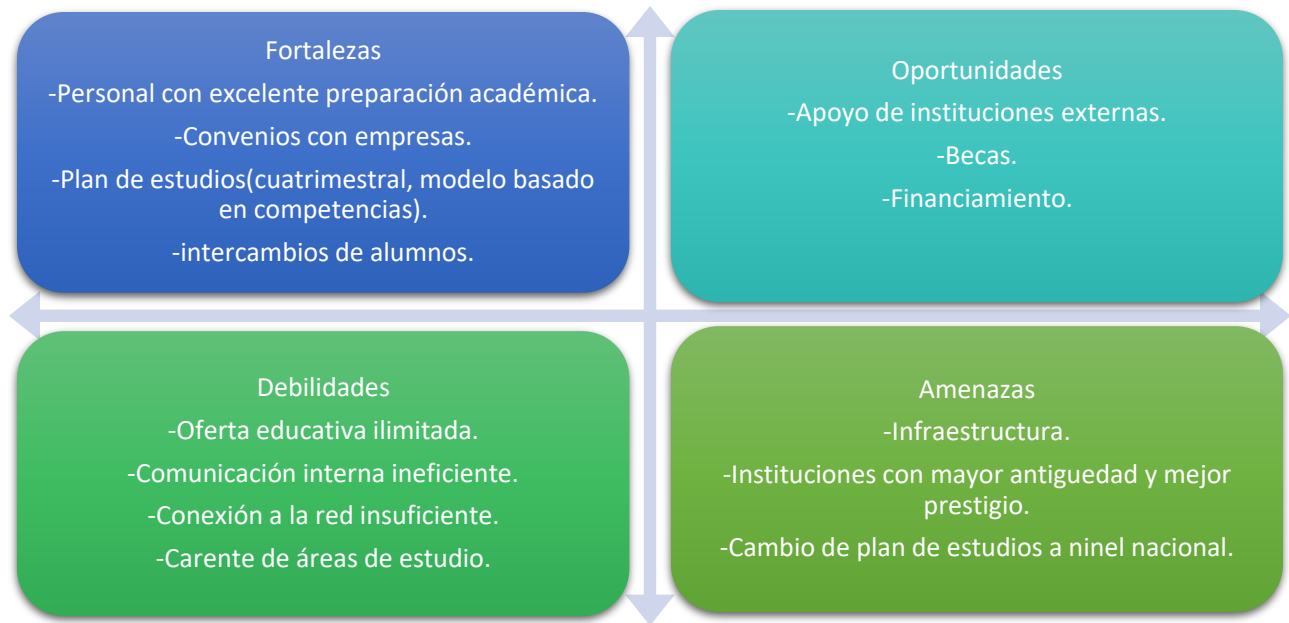 Fortalezas
-Personal con excelente preparación académica.
-Convenios con empresas.
-Plan de estudios(cuatrimestral, modelo basado
en competencias).
-intercambios de alumnos.
Oportunidades
-Apoyo de instituciones externas.
-Becas.
-Financiamiento.
Debilidades
-Oferta educativa ilimitada.
-Comunicación interna ineficiente.
-Conexión a la red insuficiente.
-Carente de áreas de estudio.
Amenazas
-Infraestructura.
-Instituciones con mayor antiguedad y mejor
prestigio.
-Cambio de plan de estudios a ninel nacional.